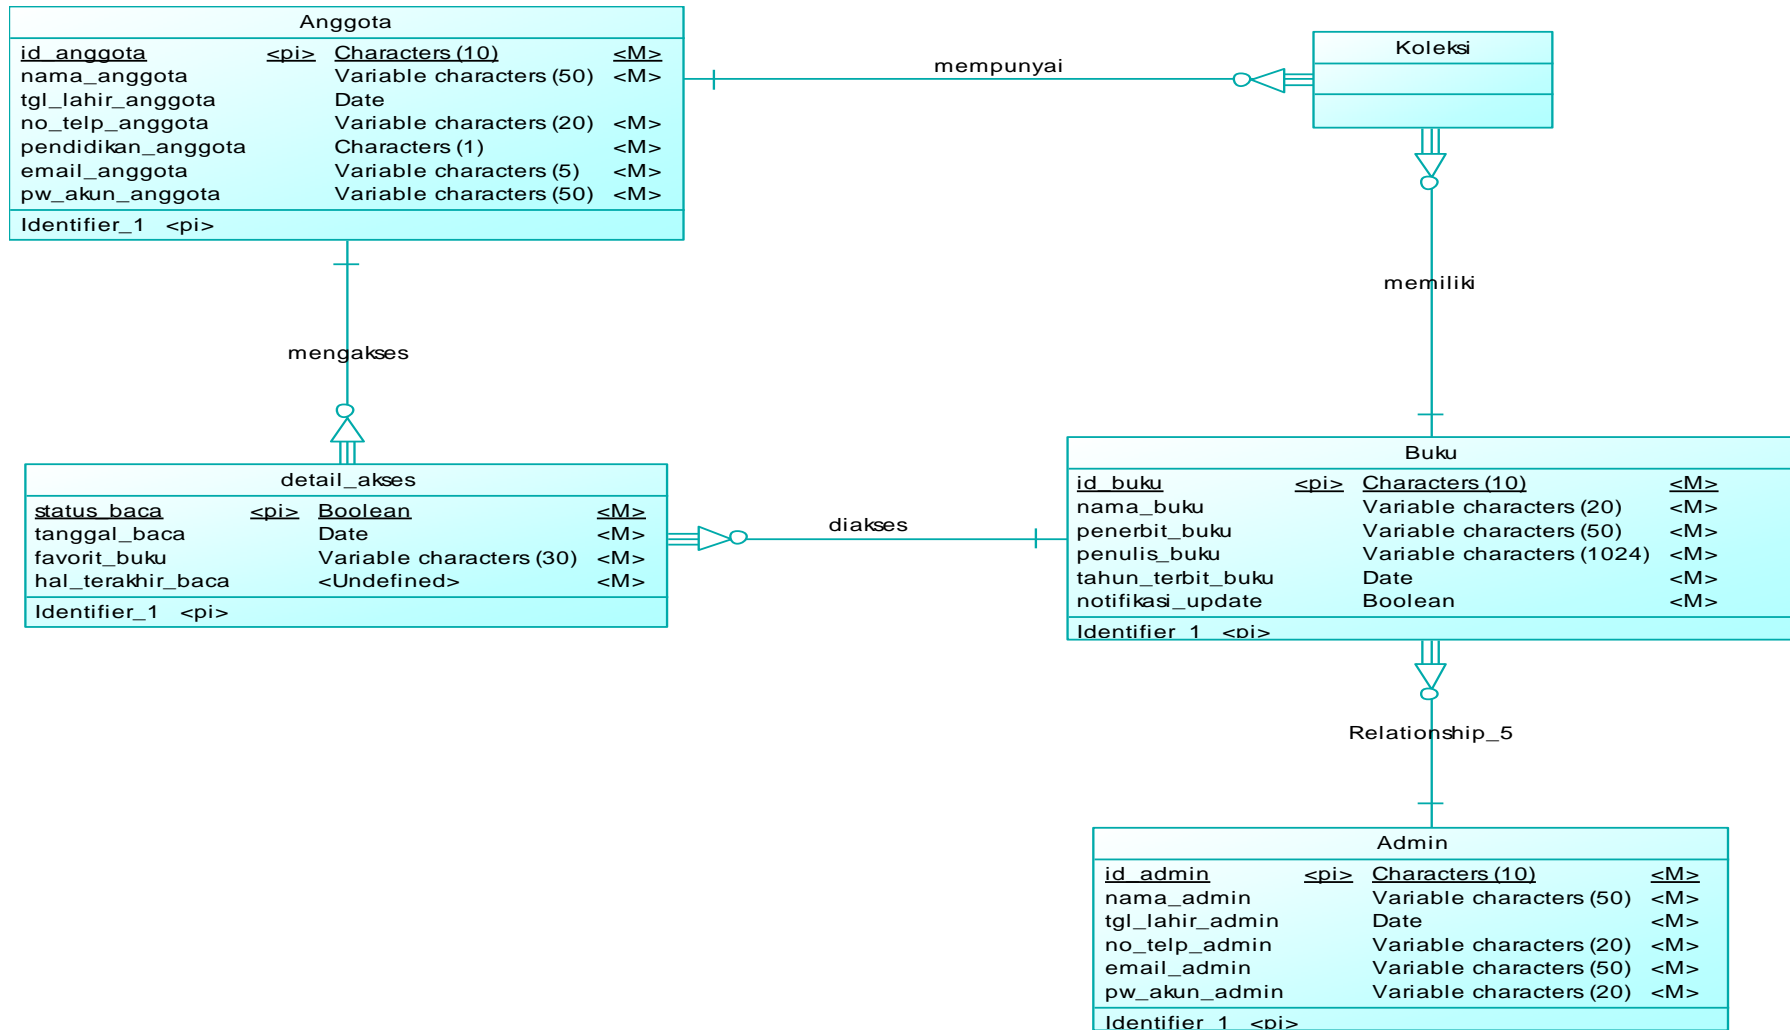 Anggota
id_anggota <pi> Characters (10) <M>
nama_anggota Variable characters (50) <M>
tgl_lahir_anggota Date
no_telp_anggota Variable characters (20) <M>
pendidikan_anggota Characters (1) <M>
email_anggota Variable characters (5) <M>
pw_akun_anggota Variable characters (50) <M>
Identifier_1 <pi>
mempunyai
Koleksi
memiliki
mengakses
detail_akses
status_baca <pi> Boolean <M>
tanggal_baca Date <M>
favorit_buku Variable characters (30) <M>
hal_terakhir_baca <Undefined> <M>
Identifier_1 <pi>
diakses
Buku
id_buku <pi> Characters (10) <M>
nama_buku Variable characters (20) <M>
penerbit_buku Variable characters (50) <M>
penulis_buku Variable characters (1024) <M>
tahun_terbit_buku Date <M>
notifikasi_update Boolean <M>
Identifier_1 <pi>
Relationship_5
Admin
id_admin <pi> Characters (10) <M>
nama_admin Variable characters (50) <M>
tgl_lahir_admin Date <M>
no_telp_admin Variable characters (20) <M>
email_admin Variable characters (50) <M>
pw_akun_admin Variable characters (20) <M>
Identifier_1 <pi>